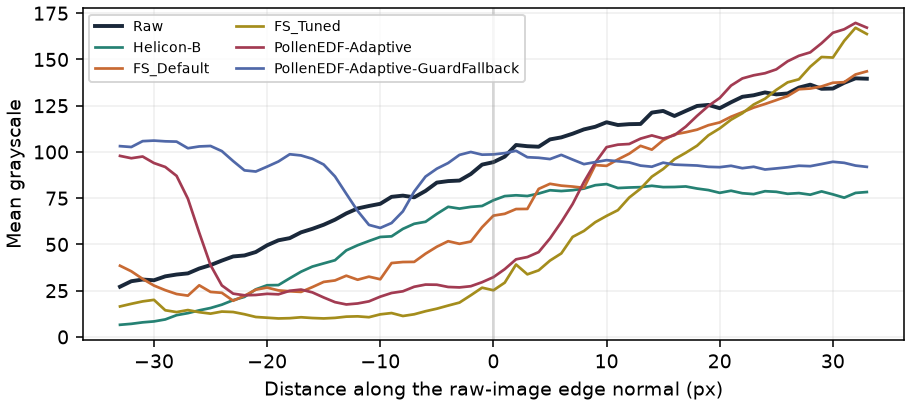 175
150
125
100
75
50
25
0
Mean grayscale
Raw
Helicon-B
FS_Default
FS_Tuned
PollenEDF-Adaptive
PollenEDF-Adaptive-GuardFallback
−30 −20 −10 0 10 20 30
Distance along the raw-image edge normal (px)